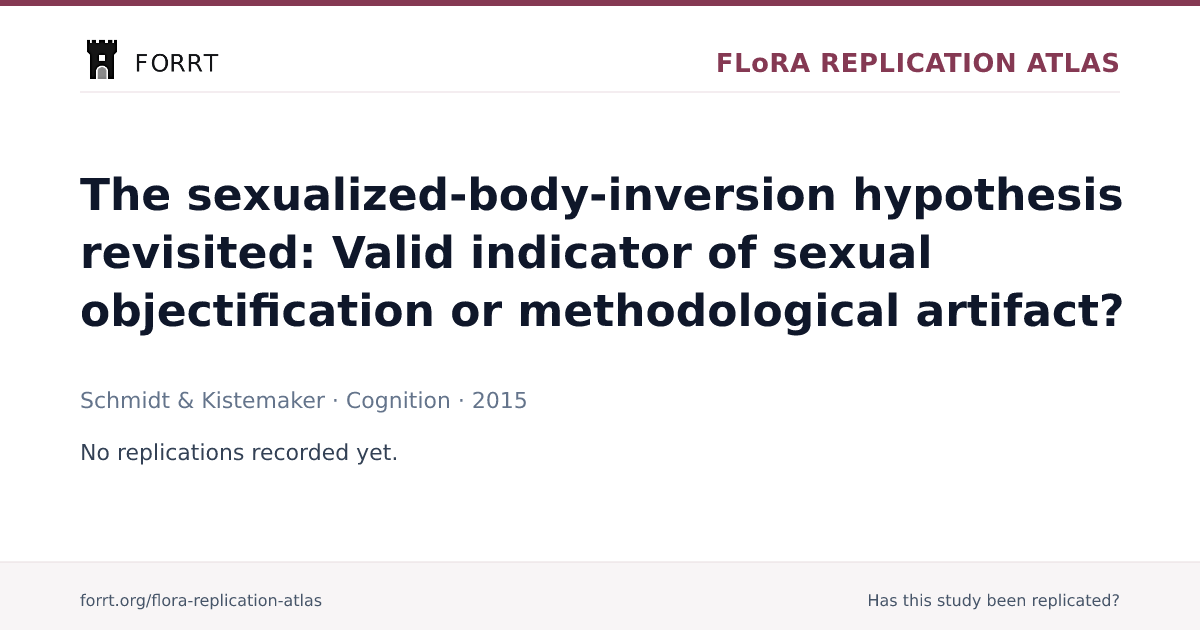 FORRT
FLoRA REPLICATION ATLAS
The sexualized-body-inversion hypothesis
revisited: Valid indicator of sexual
objectification or methodological artifact?
Schmidt & Kistemaker · Cognition · 2015
No replications recorded yet.
forrt.org/flora-replication-atlas
Has this study been replicated?